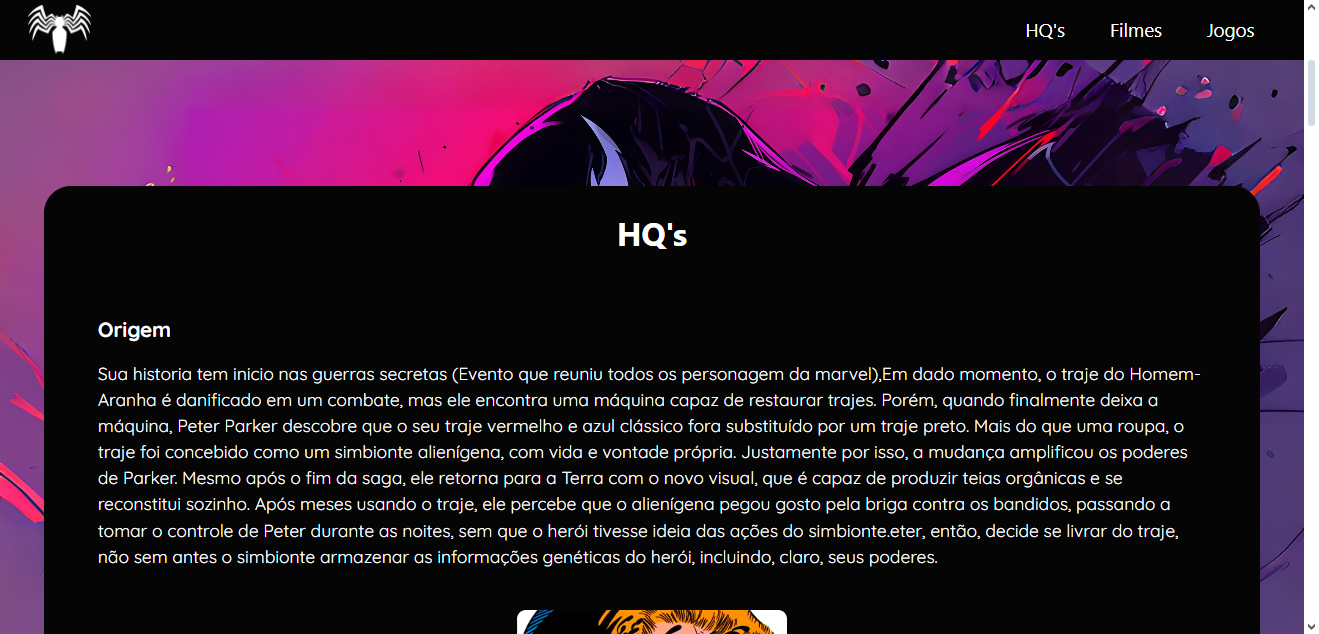 HQ's Filmes Jogos
HQ's
Origem
Sua historia tem inicio nas guerras secretas (Evento que reuniu todos os personagem da marvel),Em dado momento, o traje do Homem-
Aranha é danificado em um combate, mas ele encontra uma máquina capaz de restaurar trajes. Porém, quando finalmente deixa a
máquina, Peter Parker descobre que o seu traje vermelho e azul clássico fora substituído por um traje preto. Mais do que uma roupa, o
traje foi concebido como um simbionte alienígena, com vida e vontade própria. Justamente por isso, a mudança amplificou os poderes
de Parker. Mesmo após o fim da saga, ele retorna para a Terra com o novo visual, que é capaz de produzir teias orgânicas e se
reconstitui sozinho. Após meses usando o traje, ele percebe que o alienígena pegou gosto pela briga contra os bandidos, passando a
tomar o controle de Peter durante as noites, sem que o herói tivesse ideia das ações do simbionte.eter, então, decide se livrar do traje,
não sem antes o simbionte armazenar as informações genéticas do herói, incluindo, claro, seus poderes.